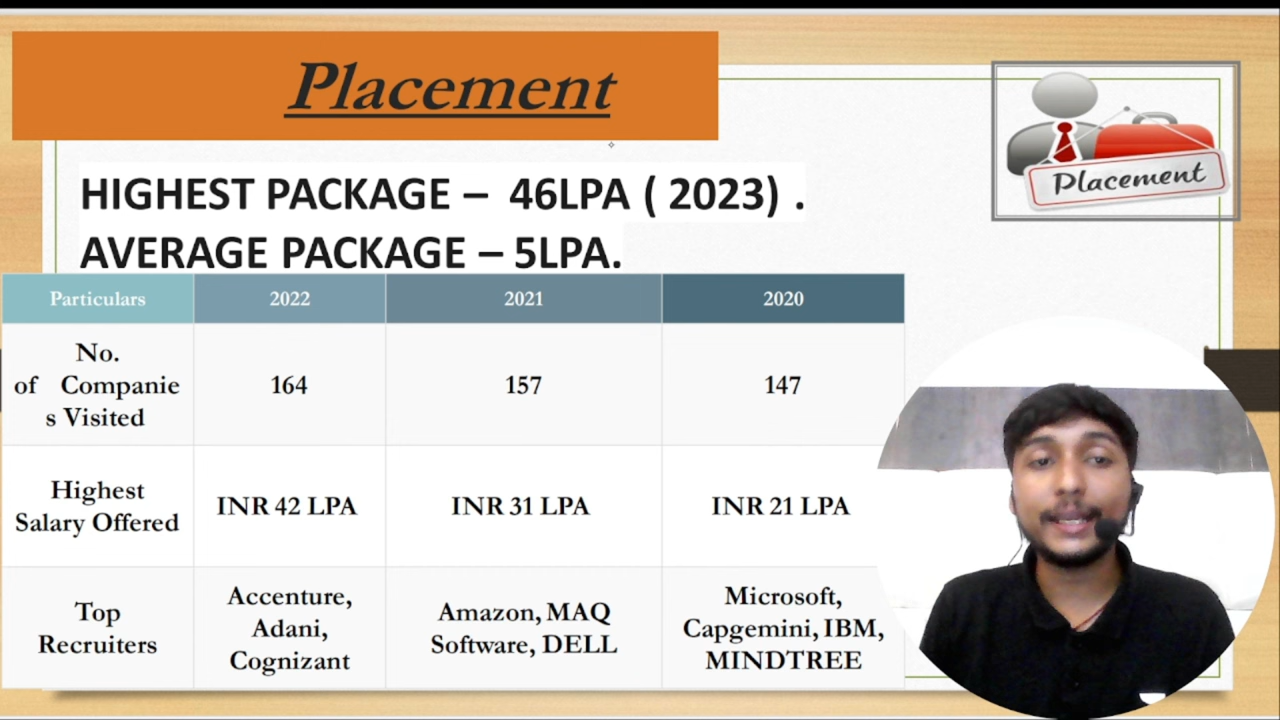 Placement
Placement
HIGHEST PACKAGE – 46LPA ( 2023) .
AVERAGE PACKAGE – 5LPA.
Particulars 2022 2021 2020
No.
of Companie
s Visited
164 157 147
Highest
Salary Offered
INR 42 LPA INR 31 LPA INR 21 LPA
Top
Recruiters
Accenture,
Adani,
Cognizant
Amazon, MAQ
Software, DELL
Microsoft,
Capgemini, IBM,
MINDTREE